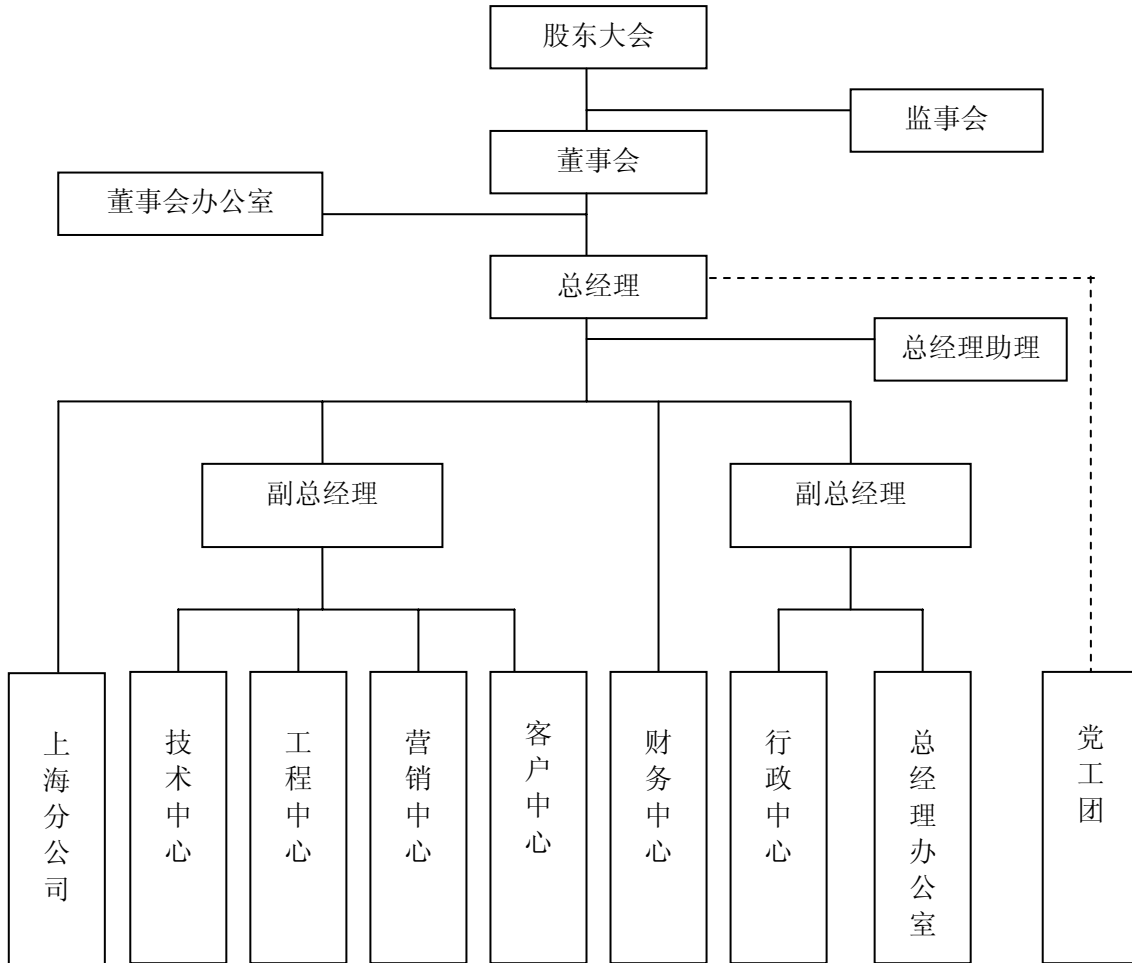 股东大会
监事会
董事会
董事会办公室
总经理
总经理助理
副总经理
副总经理
上海分公司
技术中心
工程中心
营销中心
客户中心
财务中心
行政中心
总经理办公室
党工团